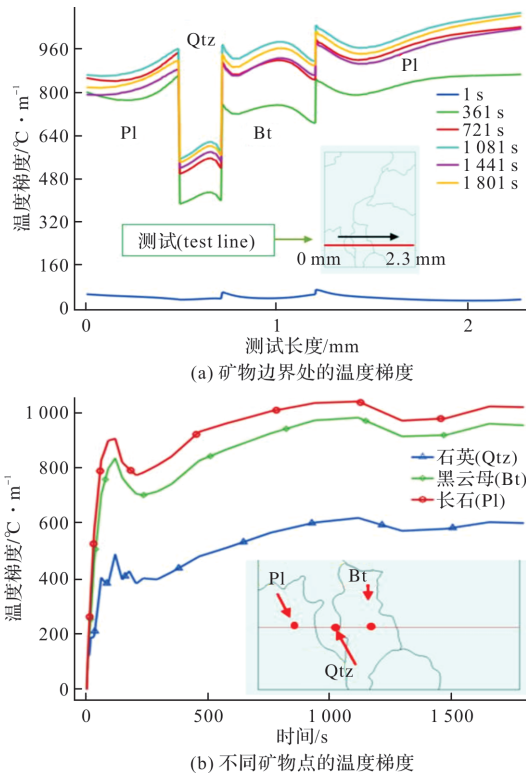 温度梯度/℃·m⁻¹
960
800
640
480
320
160
0
Qtz
Pl
Bt
Pl
1 s
361 s
721 s
1 081 s
1 441 s
1 801 s
测试(test line)
0 mm 2.3 mm
0 1 2
测试长度/mm
(a) 矿物边界处的温度梯度
温度梯度/℃·m⁻¹
1 000
800
600
400
200
0
石英(Qtz)
黑云母(Bt)
长石(Pl)
Pl Bt
Qtz
0 500 1 000 1 500
时间/s
(b) 不同矿物点的温度梯度